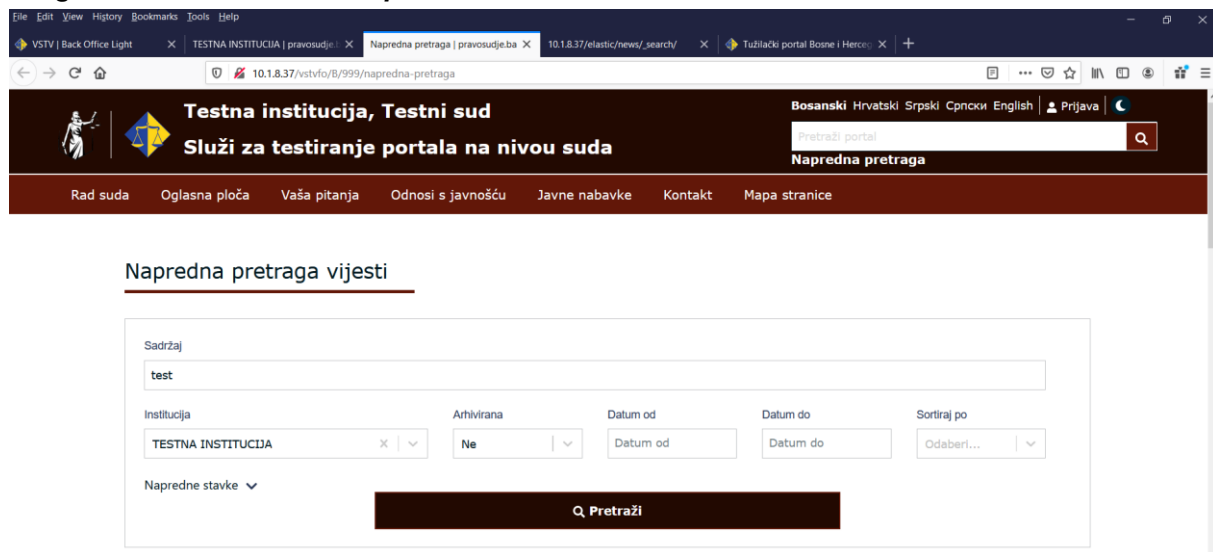 File Edit View History Bookmarks Tools Help
VSTV | Back Office Light TESTNA INSTITUCIJA | pravosudje.b Napredna pretraga | pravosudje.ba 10.1.8.37/elastic/news/_search/ Tužilački portal Bosne i Herceg
10.1.8.37/vstvfo/B/999/napredna-pretraga
Testna institucija, Testni sud
Služi za testiranje portala na nivou suda
Bosanski Hrvatski Srpski Српски English Prijava
Pretraži portal
Napredna pretraga
Rad suda Oglasna ploča Vaša pitanja Odnosi s javnošću Javne nabavke Kontakt Mapa stranice
Napredna pretraga vijesti
Sadržaj
test
Institucija Arhivirana Datum od Datum do Sortiraj po
TESTNA INSTITUCIJA Ne Datum od Datum do Odaberi...
Napredne stavke
Pretraži